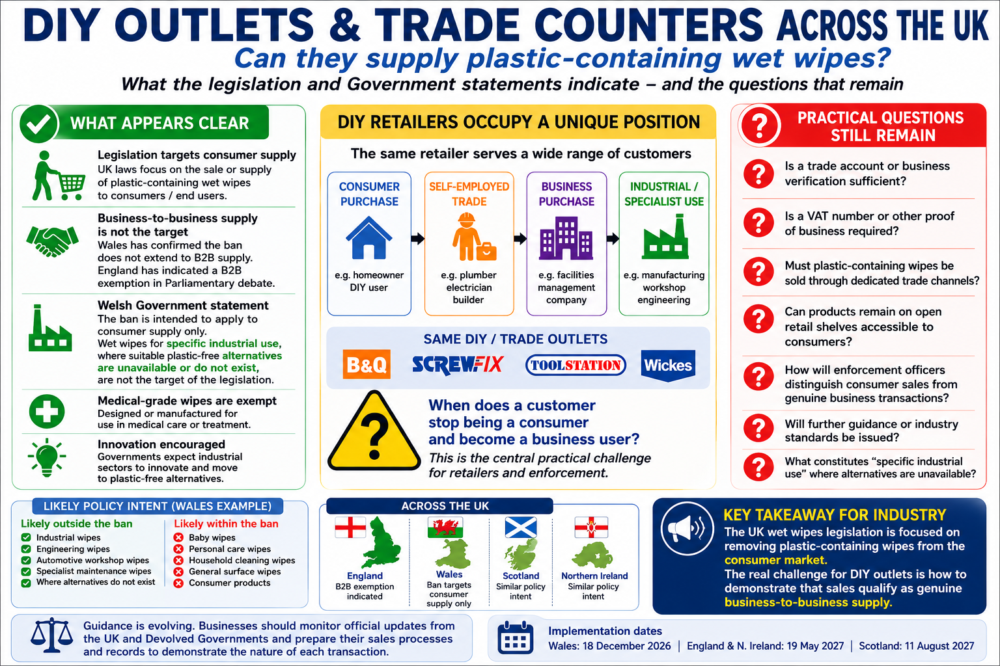 DIY OUTLETS & TRADE COUNTERS ACROSS THE UK
Can they supply plastic-containing wet wipes?
What the legislation and Government statements indicate – and the questions that remain
WHAT APPEARS CLEAR
Legislation targets consumer supply
UK laws focus on the sale or supply
of plastic-containing wet wipes
to consumers / end users.
Business-to-business supply
is not the target
Wales has confirmed the ban
does not extend to B2B supply.
England has indicated a B2B
exemption in Parliamentary debate.
Welsh Government statement
The ban is intended to apply to
consumer supply only.
Wet wipes for specific industrial use,
where suitable plastic-free alternatives
are unavailable or do not exist,
are not the target of the legislation.
Medical-grade wipes are exempt
Designed or manufactured for
use in medical care or treatment.
Innovation encouraged
Governments expect industrial
sectors to innovate and move
to plastic-free alternatives.
DIY RETAILERS OCCUPY A UNIQUE POSITION
The same retailer serves a wide range of customers
CONSUMER
PURCHASE
e.g. homeowner
DIY user
SELF-EMPLOYED
TRADE
e.g. plumber
electrician
builder
BUSINESS
PURCHASE
e.g. facilities
management
company
INDUSTRIAL /
SPECIALIST USE
e.g. manufacturing
workshop
engineering
SAME DIY / TRADE OUTLETS
B&Q
SCREWFIX
TOOLSTATION
Wickes
?
When does a customer
stop being a consumer
and become a business user?
This is the central practical challenge
for retailers and enforcement.
?
PRACTICAL QUESTIONS
STILL REMAIN
?
Is a trade account or business
verification sufficient?
?
Is a VAT number or other proof
of business required?
?
Must plastic-containing wipes be
sold through dedicated trade channels?
?
Can products remain on open
retail shelves accessible to
consumers?
?
How will enforcement officers
distinguish consumer sales from
genuine business transactions?
?
Will further guidance or industry
standards be issued?
?
What constitutes “specific industrial
use” where alternatives are unavailable?
LIKELY POLICY INTENT (WALES EXAMPLE)
Likely outside the ban
Industrial wipes
Engineering wipes
Automotive workshop wipes
Specialist maintenance wipes
Where alternatives do not exist
Likely within the ban
Baby wipes
Personal care wipes
Household cleaning wipes
General surface wipes
Consumer products
ACROSS THE UK
England
B2B exemption
indicated
Wales
Ban targets
consumer
supply only
Scotland
Similar policy
intent
Northern Ireland
Similar policy
intent
KEY TAKEAWAY FOR INDUSTRY
The UK wet wipes legislation is focused on
removing plastic-containing wipes from the
consumer market.
The real challenge for DIY outlets is how to
demonstrate that sales qualify as genuine
business-to-business supply.
Guidance is evolving. Businesses should monitor official updates from
the UK and Devolved Governments and prepare their sales processes
and records to demonstrate the nature of each transaction.
Implementation dates
Wales: 18 December 2026 | England & N. Ireland: 19 May 2027 | Scotland: 11 August 2027